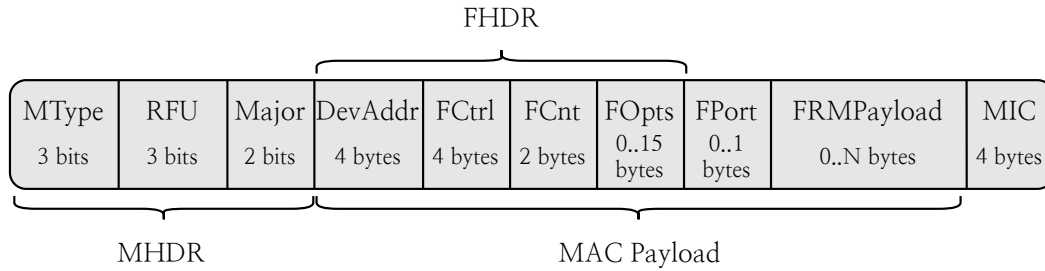 FHDR
MType RFU Major DevAddr FCtrl FCnt FOpts FPort FRMPayload MIC
3 bits 3 bits 2 bits 4 bytes 4 bytes 2 bytes 0..15 bytes 0..1 bytes 0..N bytes 4 bytes
MHDR MAC Payload